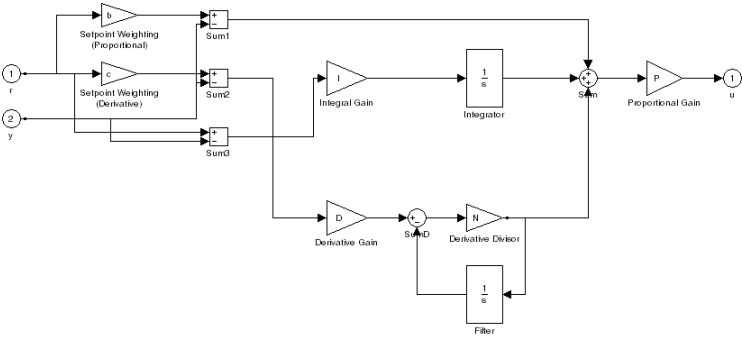 b
+
−
Sum1
Setpoint Weighting
(Proportional)
1
r
c
+
−
Sum2
Setpoint Weighting
(Derivative)
I
Integral Gain
1
s
Integrator
+
+
+
Sum
P
Proportional Gain
1
u
2
y
+
−
Sum3
D
Derivative Gain
+
−
SumD
N
Derivative Divisor
1
s
Filter